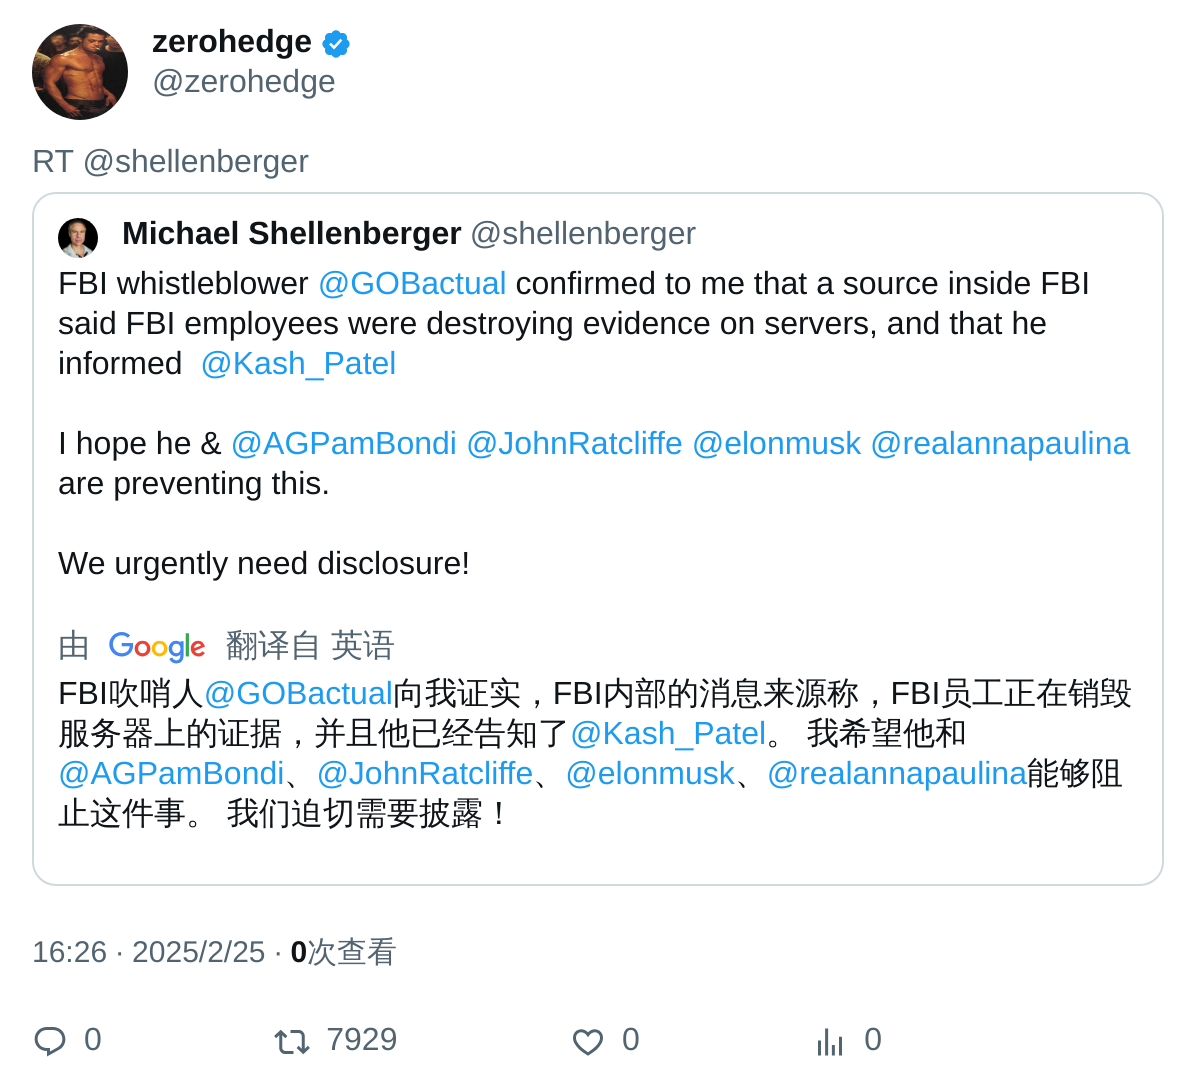 zerohedge
@zerohedge
RT @shellenberger
Michael Shellenberger @shellenberger
FBI whistleblower @GOBactual confirmed to me that a source inside FBI
said FBI employees were destroying evidence on servers, and that he
informed  @Kash_Patel
I hope he & @AGPamBondi @JohnRatcliffe @elonmusk @realannapaulina
are preventing this.
We urgently need disclosure!
由 Google 翻译自 英语
FBI吹哨人@GOBactual向我证实，FBI内部的消息来源称，FBI员工正在销毁
服务器上的证据，并且他已经告知了@Kash_Patel。 我希望他和
@AGPamBondi、@JohnRatcliffe、@elonmusk、@realannapaulina能够阻
止这件事。 我们迫切需要披露！
16:26 · 2025/2/25 · 0次查看
0 7929 0 0